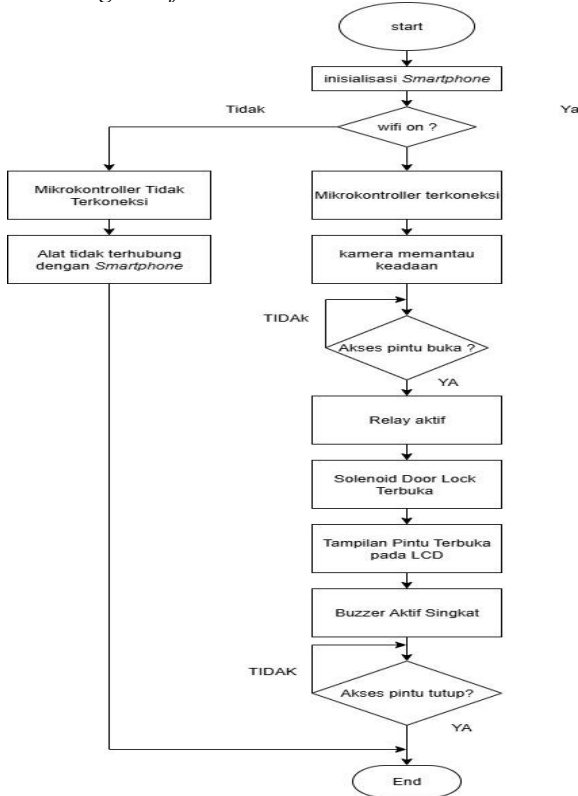 start
inisialisasi Smartphone
Tidak
Ya
wifi on ?
Mikrokontroller Tidak
Terkoneksi
Mikrokontroller terkoneksi
Alat tidak terhubung
dengan Smartphone
kamera memantau
keadaan
TIDAk
Akses pintu buka ?
YA
Relay aktif
Solenoid Door Lock
Terbuka
Tampilan Pintu Terbuka
pada LCD
Buzzer Aktif Singkat
TIDAK
Akses pintu tutup?
YA
End